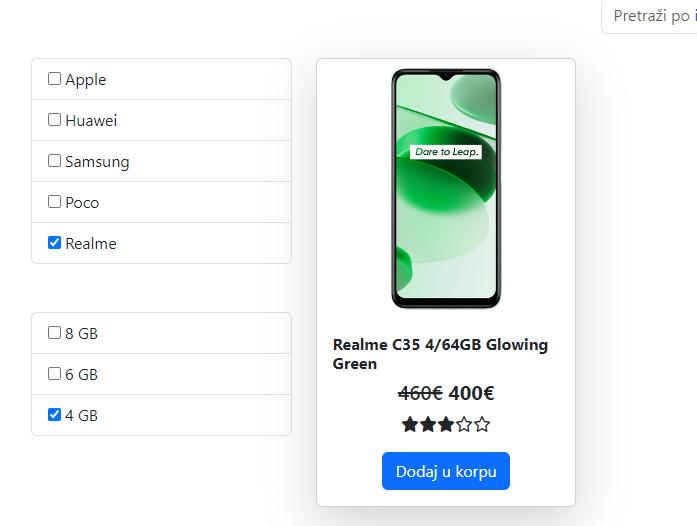 Pretraži po i
Apple
Huawei
Samsung
Poco
Realme
8 GB
6 GB
4 GB
Dare to Leap.
Realme C35 4/64GB Glowing
Green
460€ 400€
Dodaj u korpu